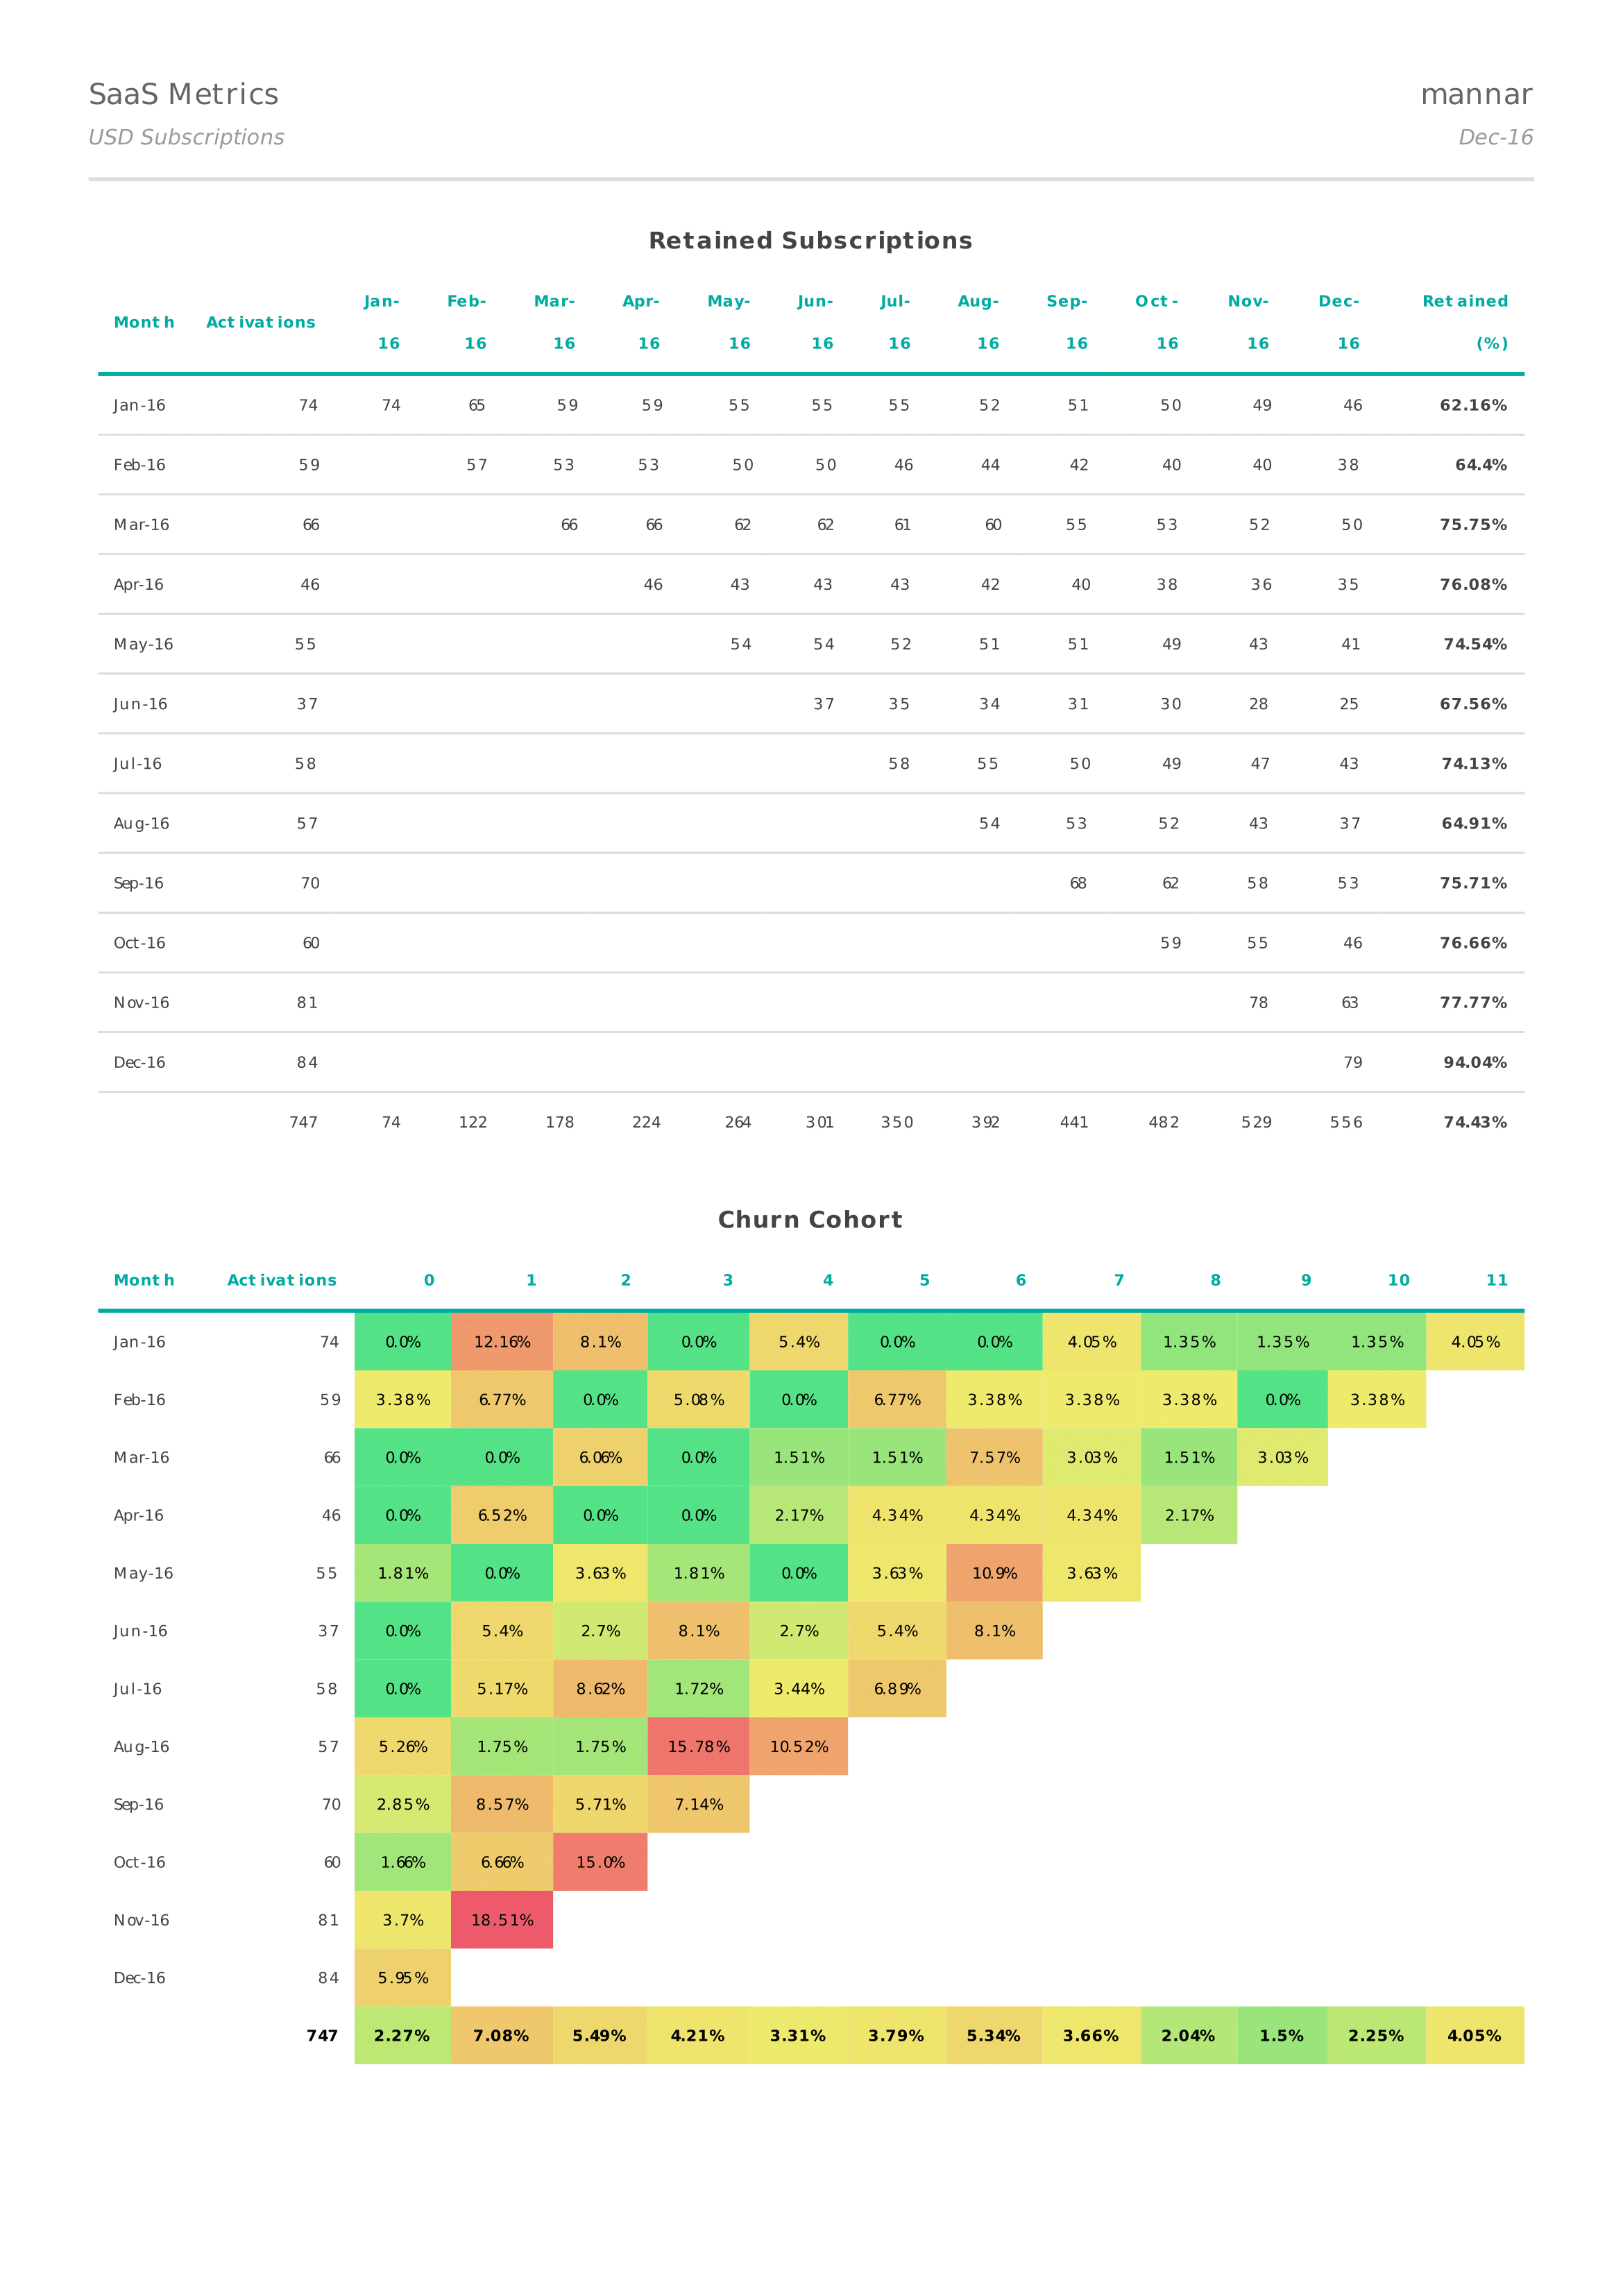 SaaS Metrics mannar
USD Subscriptions Dec-16
Retained Subscriptions
Month Activations Jan-16 Feb-16 Mar-16 Apr-16 May-16 Jun-16 Jul-16 Aug-16 Sep-16 Oct-16 Nov-16 Dec-16 Retained (%)
Jan-16 74 74 65 59 59 55 55 55 52 51 50 49 46 62.16%
Feb-16 59 57 53 53 50 50 46 44 42 40 40 38 64.4%
Mar-16 66 66 66 62 62 61 60 55 53 52 50 75.75%
Apr-16 46 46 43 43 43 42 40 38 36 35 76.08%
May-16 55 54 54 52 51 51 49 43 41 74.54%
Jun-16 37 37 35 34 31 30 28 25 67.56%
Jul-16 58 58 55 50 49 47 43 74.13%
Aug-16 57 54 53 52 43 37 64.91%
Sep-16 70 68 62 58 53 75.71%
Oct-16 60 59 55 46 76.66%
Nov-16 81 78 63 77.77%
Dec-16 84 79 94.04%
747 74 122 178 224 264 301 350 392 441 482 529 556 74.43%
Churn Cohort
Month Activations 0 1 2 3 4 5 6 7 8 9 10 11
Jan-16 74 0.0% 12.16% 8.1% 0.0% 5.4% 0.0% 0.0% 4.05% 1.35% 1.35% 1.35% 4.05%
Feb-16 59 3.38% 6.77% 0.0% 5.08% 0.0% 6.77% 3.38% 3.38% 3.38% 0.0% 3.38%
Mar-16 66 0.0% 0.0% 6.06% 0.0% 1.51% 1.51% 7.57% 3.03% 1.51% 3.03%
Apr-16 46 0.0% 6.52% 0.0% 0.0% 2.17% 4.34% 4.34% 4.34% 2.17%
May-16 55 1.81% 0.0% 3.63% 1.81% 0.0% 3.63% 10.9% 3.63%
Jun-16 37 0.0% 5.4% 2.7% 8.1% 2.7% 5.4% 8.1%
Jul-16 58 0.0% 5.17% 8.62% 1.72% 3.44% 6.89%
Aug-16 57 5.26% 1.75% 1.75% 15.78% 10.52%
Sep-16 70 2.85% 8.57% 5.71% 7.14%
Oct-16 60 1.66% 6.66% 15.0%
Nov-16 81 3.7% 18.51%
Dec-16 84 5.95%
747 2.27% 7.08% 5.49% 4.21% 3.31% 3.79% 5.34% 3.66% 2.04% 1.5% 2.25% 4.05%